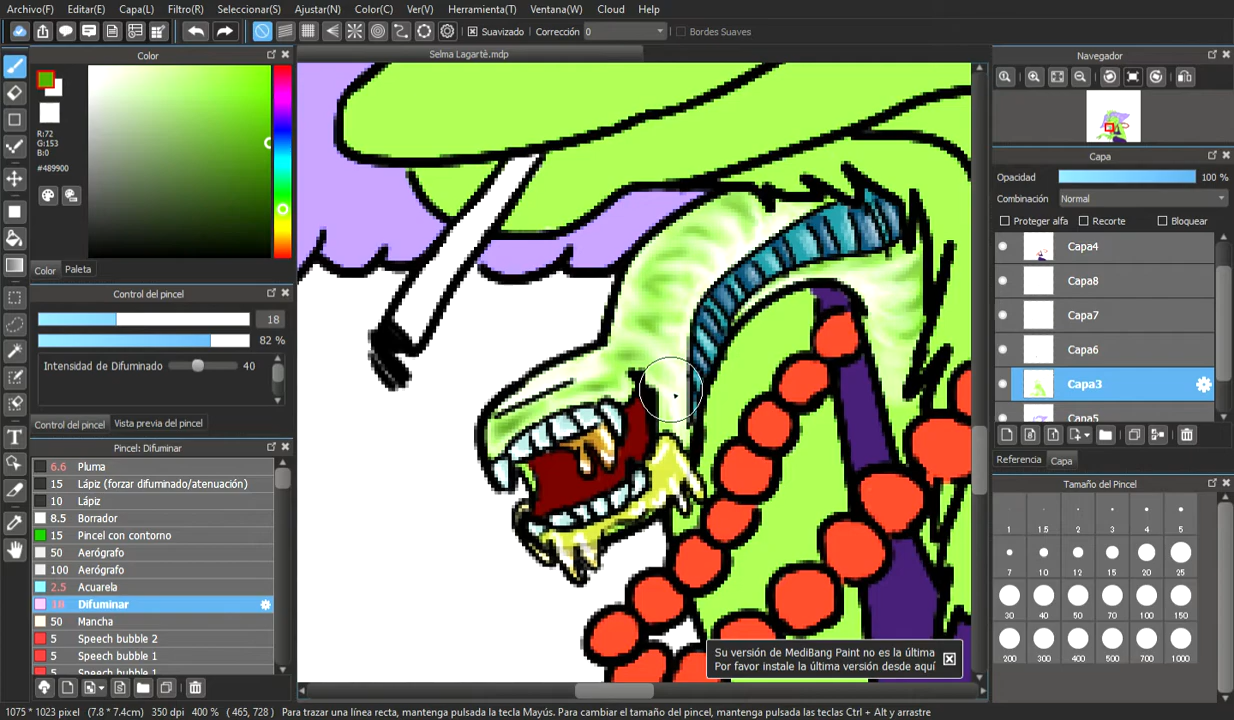 Archivo(F) Editar(E) Capa(L) Filtro(R) Seleccionar(S) Ajustar(N) Color(C) Ver(V) Herramienta(T) Ventana(W) Cloud Help
Suavizado Corrección 0 Bordes Suaves
Color
R:72
G:153
B:0
#489900
Color Paleta
Control del pincel
18
82 %
Intensidad de Difuminado 40
Control del pincel Vista previa del pincel
Pincel: Difuminar
6.6 Pluma
15 Lápiz (forzar difuminado/atenuación)
10 Lápiz
8.5 Borrador
15 Pincel con contorno
50 Aerógrafo
100 Aerógrafo
2.5 Acuarela
18 Difuminar
50 Mancha
5 Speech bubble 2
5 Speech bubble 1
5 Speech bubble 1
Selma Lagartë.mdp
Su versión de MediBang Paint no es la última
Por favor instale la última versión desde aquí
Navegador
Capa
Opacidad 100 %
Combinación Normal
Proteger alfa Recorte Bloquear
Capa4
Capa8
Capa7
Capa6
Capa3
Capa5
Referencia Capa
Tamaño del Pincel
1 1.5 2 3 4 5
7 10 12 15 20 25
30 40 50 70 100 150
200 300 400 500 700 1000
1075 * 1023 pixel (7.8 * 7.4cm) 350 dpi 400 % ( 465, 728 ) Para trazar una línea recta, mantenga pulsada la tecla Mayús. Para cambiar el tamaño del pincel, mantenga pulsadas las teclas Ctrl + Alt y arrastre